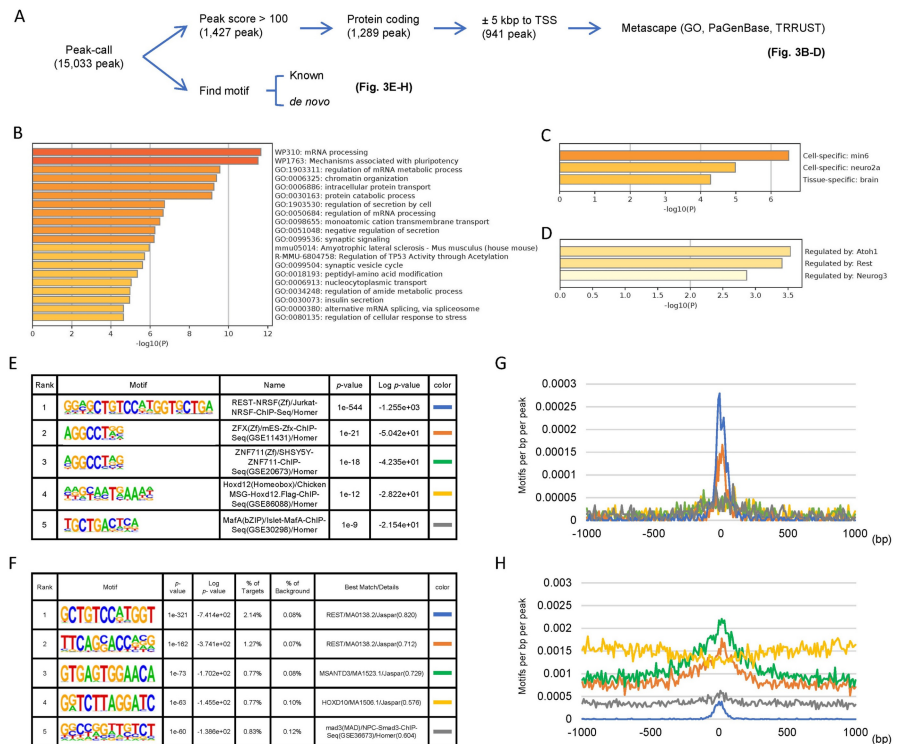 A
Peak-call
(15,033 peak)
Peak score > 100
(1,427 peak)
Protein coding
(1,289 peak)
± 5 kbp to TSS
(941 peak)
Metascape (GO, PaGenBase, TRRUST)
(Fig. 3B-D)
Find motif
Known
de novo
(Fig. 3E-H)
B
WP310: mRNA processing
WP1763: Mechanisms associated with pluripotency
GO:1903311: regulation of mRNA metabolic process
GO:0006325: chromatin organization
GO:0006886: intracellular protein transport
GO:0030163: protein catabolic process
GO:1903530: regulation of secretion by cell
GO:0050684: regulation of mRNA processing
GO:0098655: monoatomic cation transmembrane transport
GO:0051048: negative regulation of secretion
GO:0099536: synaptic signaling
mmu05014: Amyotrophic lateral sclerosis - Mus musculus (house mouse)
R-MMU-6804758: Regulation of TP53 Activity through Acetylation
GO:0099504: synaptic vesicle cycle
GO:0018193: peptidyl-amino acid modification
GO:0006913: nucleocytoplasmic transport
GO:0034248: regulation of amide metabolic process
GO:0030073: insulin secretion
GO:0000380: alternative mRNA splicing, via spliceosome
GO:0080135: regulation of cellular response to stress
0 2 4 6 8 10 12
-log10(P)
C
Cell-specific: min6
Cell-specific: neuro2a
Tissue-specific: brain
0 1 2 3 4 5 6
-log10(P)
D
Regulated by: Atoh1
Regulated by: Rest
Regulated by: Neurog3
0.0 0.5 1.0 1.5 2.0 2.5 3.0 3.5
-log10(P)
E
Rank Motif Name p-value Log p-value color
1 REST-NRSF(Zf)/Jurkat-NRSF-ChIP-Seq/Homer 1e-544 -1.255e+03
2 AGGCCT ZFX(Zf)/mES-Zfx-ChIP-Seq(GSE11431)/Homer 1e-21 -5.042e+01
3 AGGCCTAG ZNF711(Zf)/SHSY5Y-ZNF711-ChIP-Seq(GSE20673)/Homer 1e-18 -4.235e+01
4 Hoxd12(Homeobox)/Chicken MSG-Hoxd12.Flag-ChIP-Seq(GSE86088)/Homer 1e-12 -2.822e+01
5 TGCTGACTCA MafA(bZIP)/Islet-MafA-ChIP-Seq(GSE30298)/Homer 1e-9 -2.154e+01
F
Rank Motif p-value Log p-value % of Targets % of Background Best Match/Details color
1 GCTGTCCATGGT 1e-321 -7.414e+02 2.14% 0.08% REST/MA0138.2/Jaspar(0.820)
2 TTCAGCACC 1e-162 -3.741e+02 1.27% 0.07% REST/MA0138.2/Jaspar(0.712)
3 GTGAGTGGAACA 1e-73 -1.702e+02 0.77% 0.08% MSANTD3/MA1523.1/Jaspar(0.729)
4 GGTCTTAGGATC 1e-63 -1.455e+02 0.77% 0.10% HOXD10/MA1506.1/Jaspar(0.576)
5 1e-60 -1.386e+02 0.83% 0.12% mad3(MAD)/NPC-Smad3-ChIP-Seq(GSE36673)/Homer(0.604)
G
Motifs per bp per peak
0.0003
0.00025
0.0002
0.00015
0.0001
0.00005
0
-1000 -500 0 500 1000 (bp)
H
Motifs per bp per peak
0.003
0.0025
0.002
0.0015
0.001
0.0005
0
-1000 -500 0 500 1000 (bp)